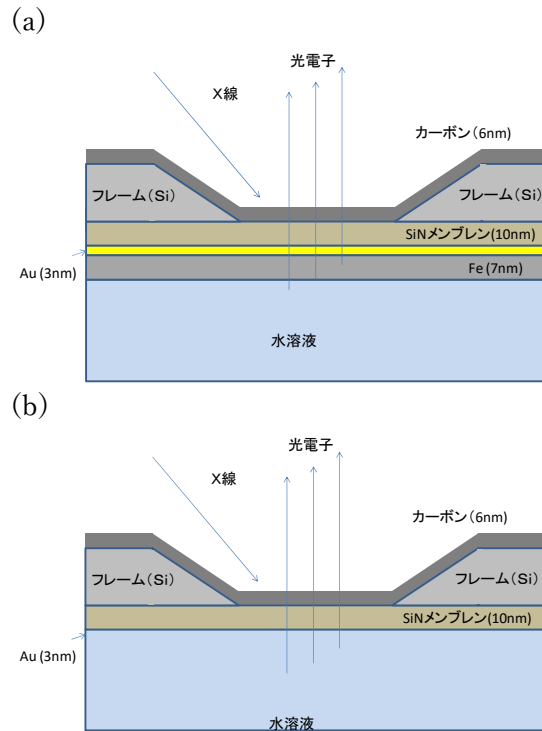 (a)
光電子
X線
カーボン(6nm)
フレーム(Si)
フレーム(Si)
SiNメンブレン(10nm)
Au (3nm)
Fe (7nm)
水溶液
(b)
光電子
X線
カーボン(6nm)
フレーム(Si)
フレーム(Si)
SiNメンブレン(10nm)
Au (3nm)
水溶液